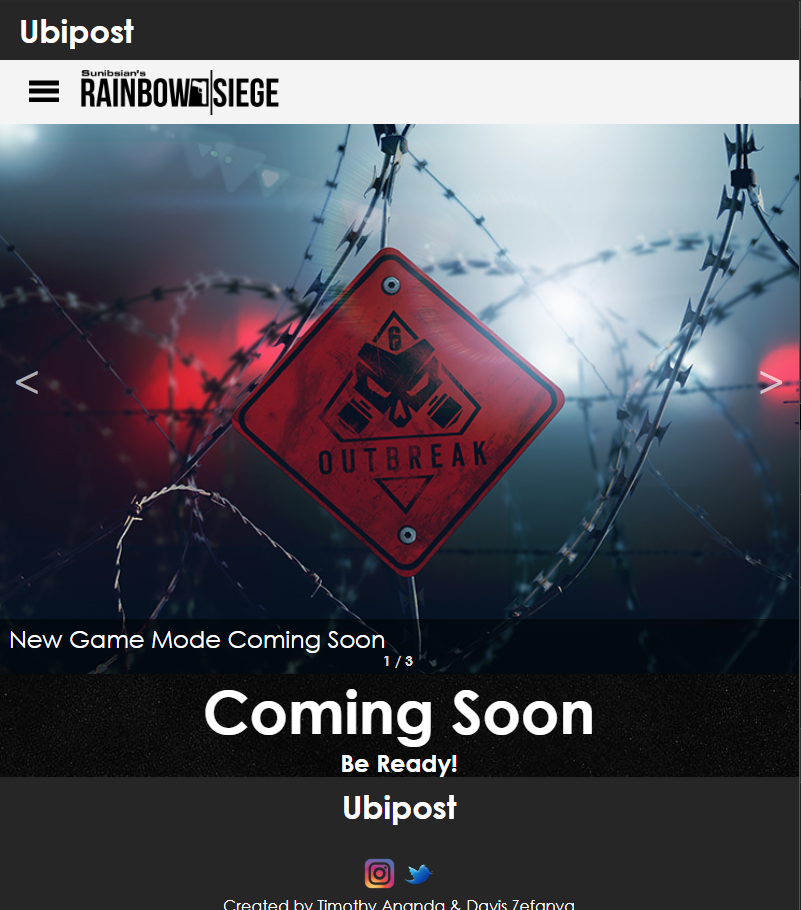 Ubipost
Sunibsian's
RAINBOW SIEGE
<
>
6
OUTBREAK
New Game Mode Coming Soon
1 / 3
Coming Soon
Be Ready!
Ubipost
Created by Timothy Ananda & Davis Zefanya